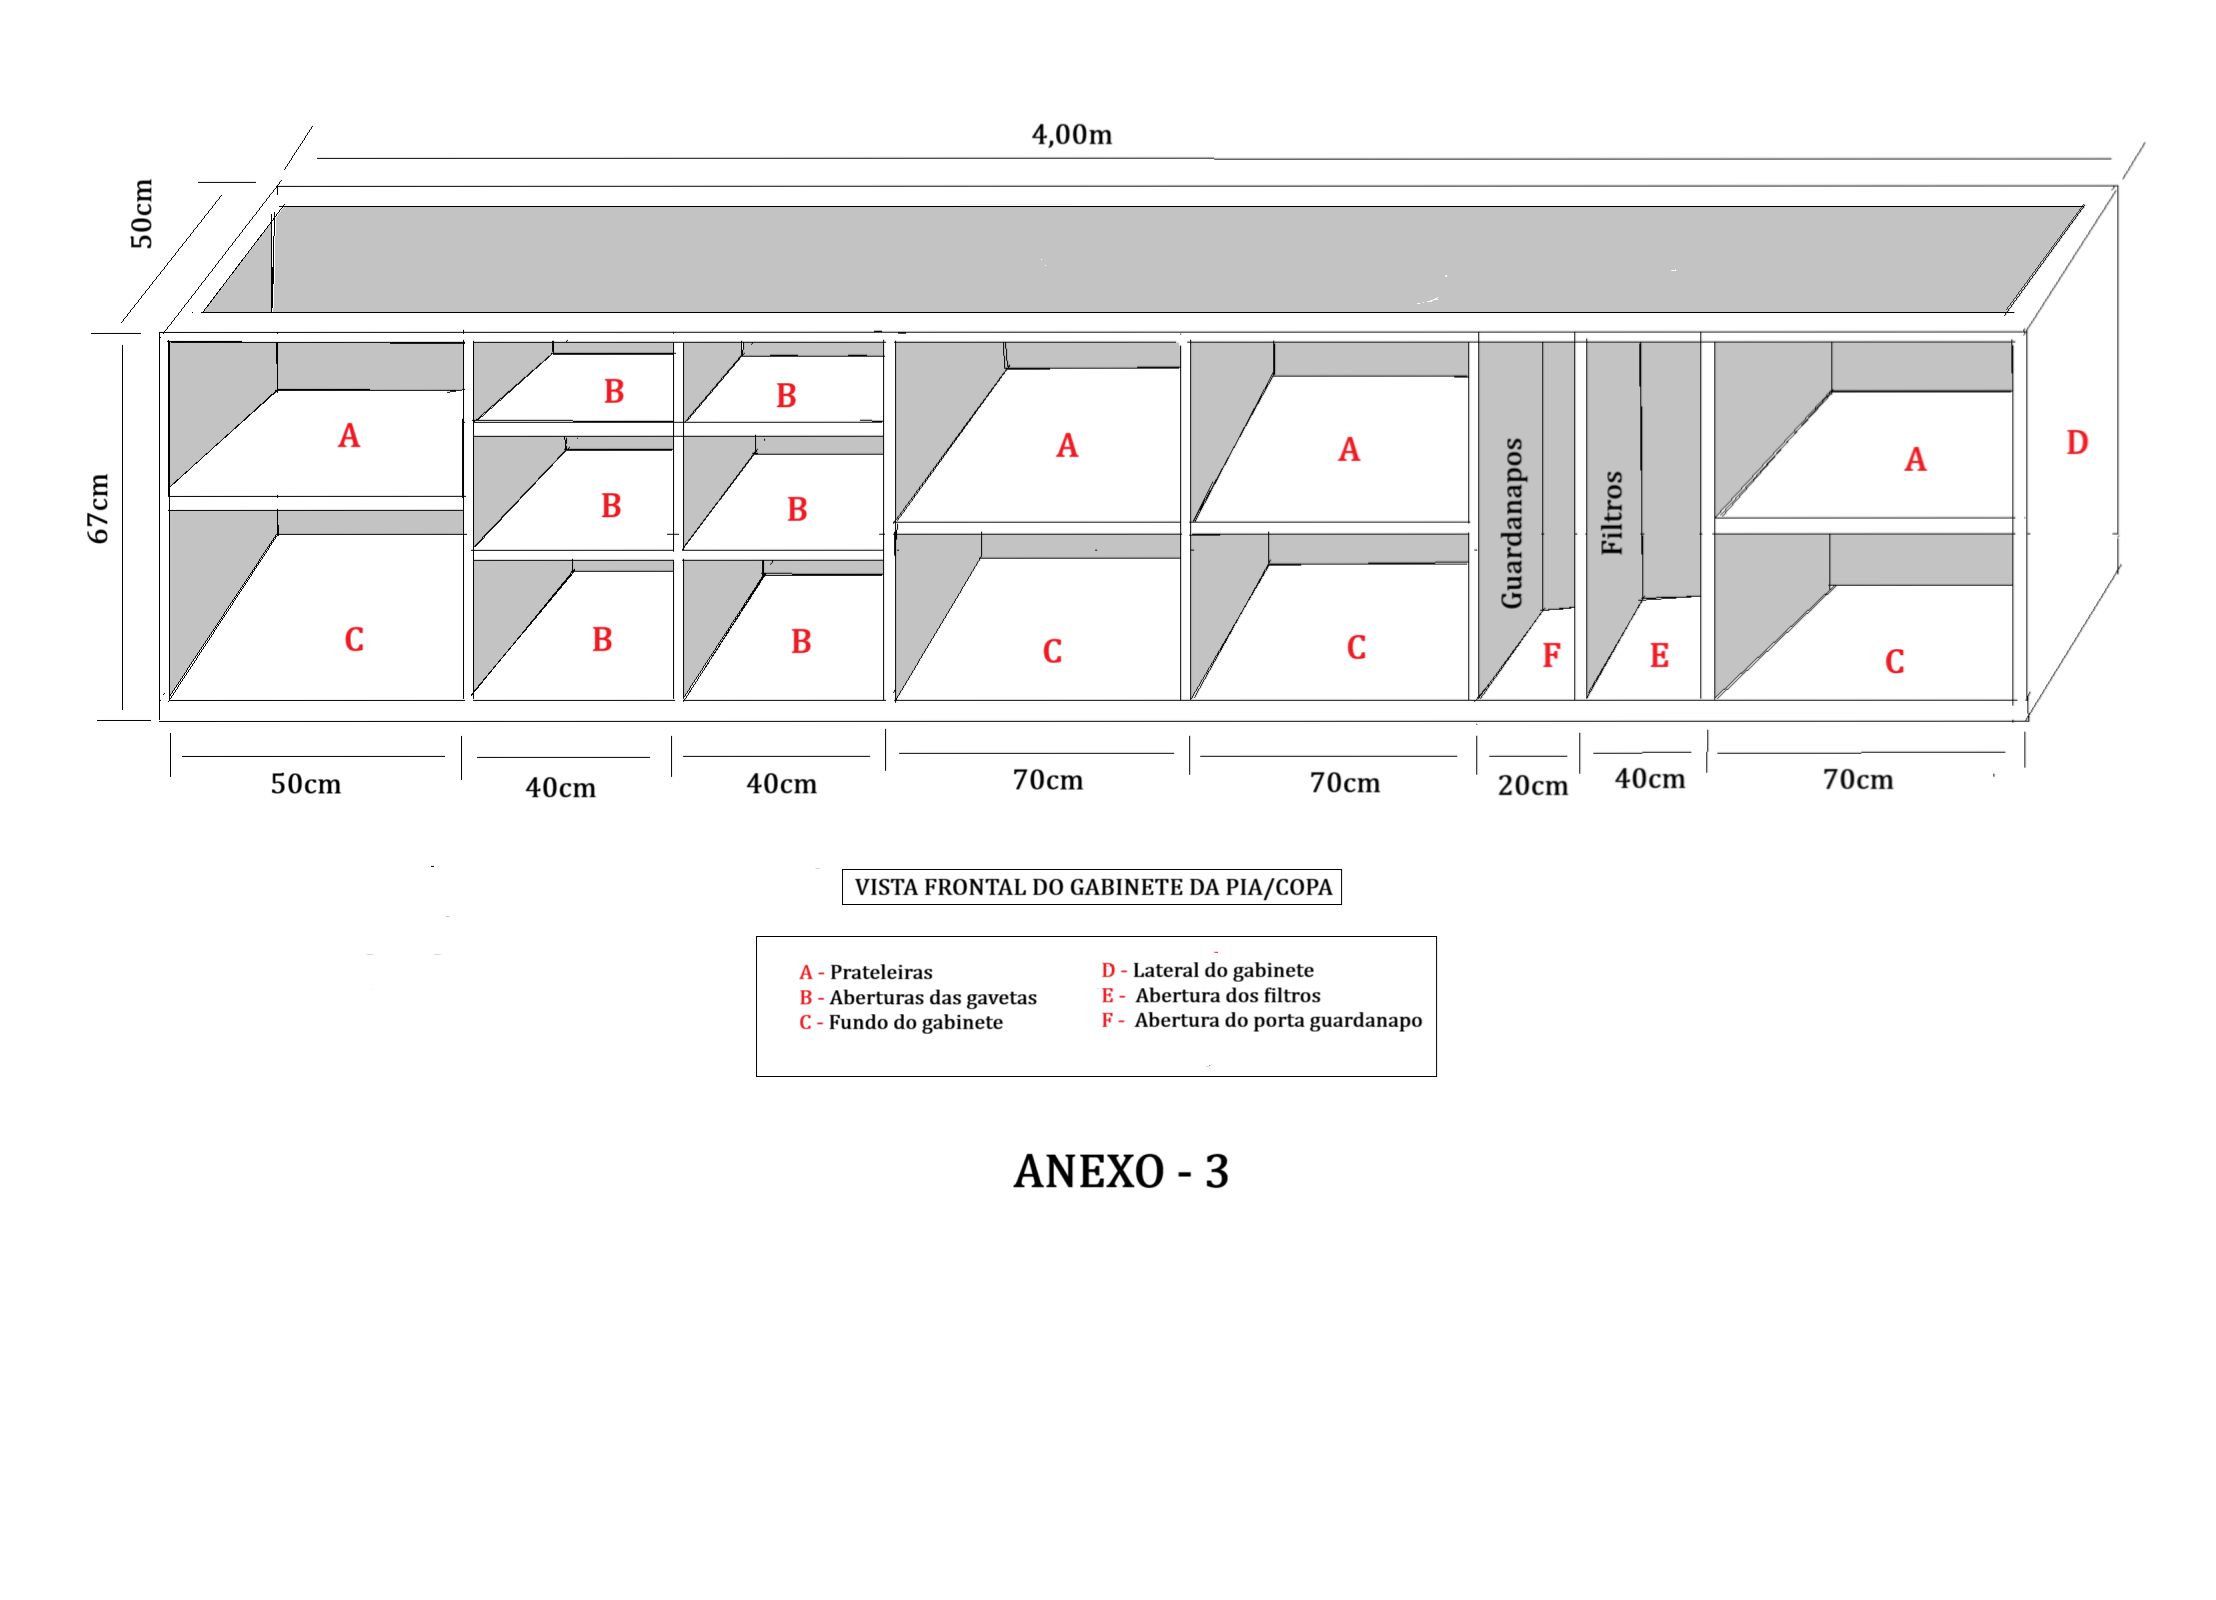 4,00m
50cm
67cm
A
B
B
A
A
A
D
B
B
Guardanapos
Filtros
C
B
B
C
C
F
E
C
50cm
40cm
40cm
70cm
70cm
20cm
40cm
70cm
VISTA FRONTAL DO GABINETE DA PIA/COPA
A - Prateleiras
B - Aberturas das gavetas
C - Fundo do gabinete
D - Lateral do gabinete
E - Abertura dos filtros
F - Abertura do porta guardanapo
ANEXO - 3